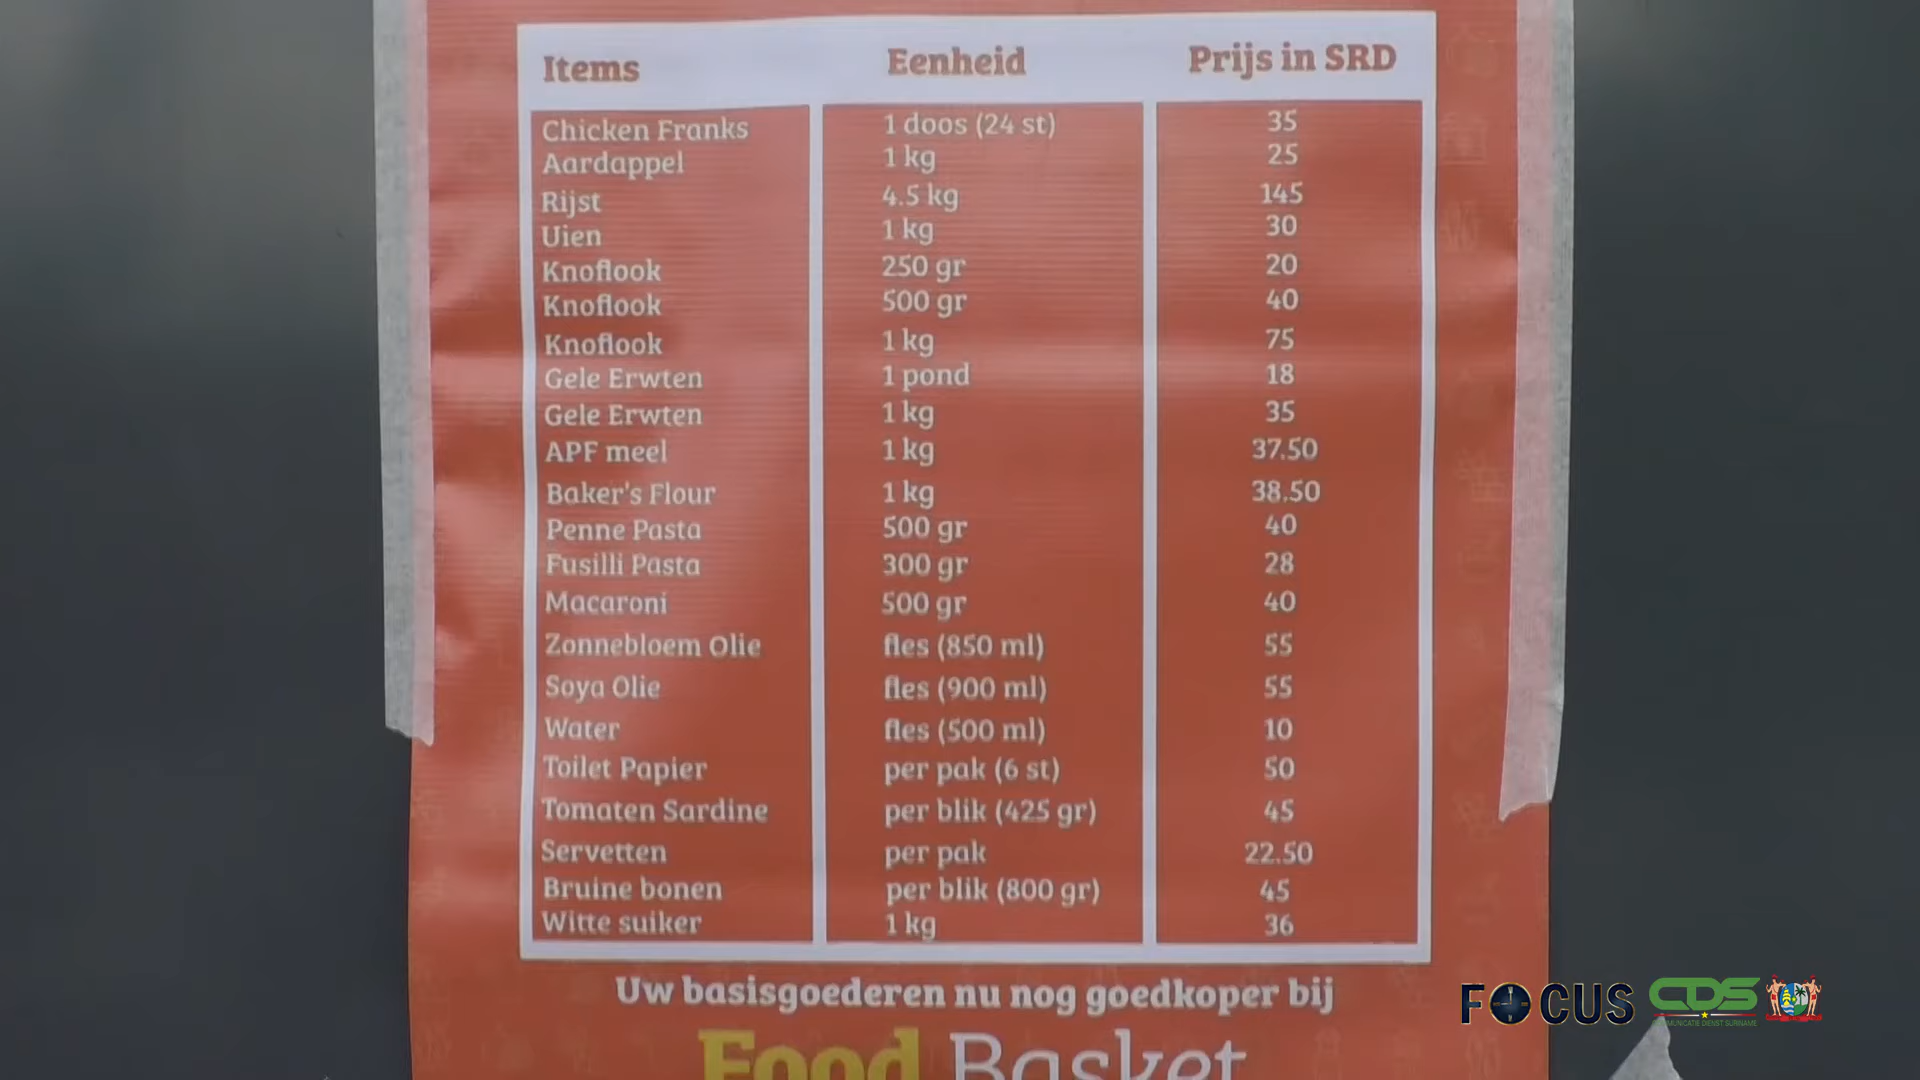 Items Eenheid Prijs in SRD
Chicken Franks 1 doos (24 st) 35
Aardappel 1 kg 25
Rijst 4.5 kg 145
Uien 1 kg 30
Knoflook 250 gr 20
Knoflook 500 gr 40
Knoflook 1 kg 75
Gele Erwten 1 pond 18
Gele Erwten 1 kg 35
APF meel 1 kg 37.50
Baker's Flour 1 kg 38.50
Penne Pasta 500 gr 40
Fusilli Pasta 300 gr 28
Macaroni 500 gr 40
Zonnebloem Olie fles (850 ml) 55
Soya Olie fles (900 ml) 55
Water fles (500 ml) 10
Toilet Papier per pak (6 st) 50
Tomaten Sardine per blik (425 gr) 45
Servetten per pak 22.50
Bruine bonen per blik (800 gr) 45
Witte suiker 1 kg 36
Uw basisgoederen nu nog goedkoper bij
Food Basket
FOCUS CDS
COMMUNICATIE DIENST SURINAME